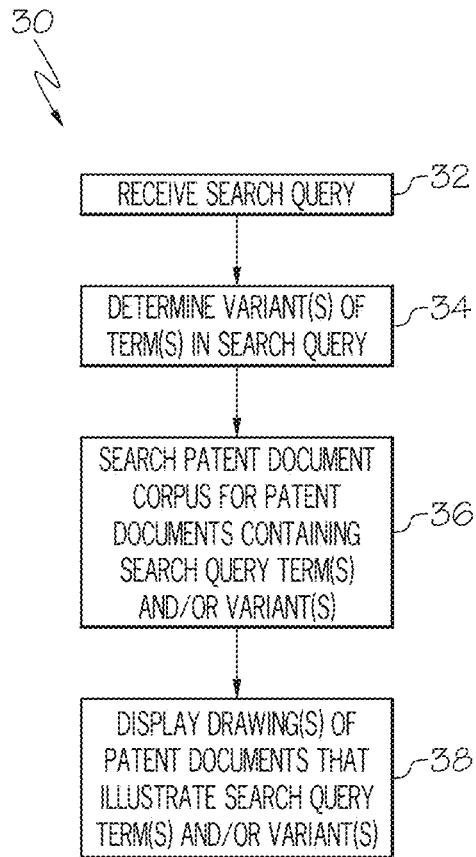 30
RECEIVE SEARCH QUERY
32
DETERMINE VARIANT(S) OF
TERM(S) IN SEARCH QUERY
34
SEARCH PATENT DOCUMENT
CORPUS FOR PATENT
DOCUMENTS CONTAINING
SEARCH QUERY TERM(S)
AND/OR VARIANT(S)
36
DISPLAY DRAWING(S) OF
PATENT DOCUMENTS THAT
ILLUSTRATE SEARCH QUERY
TERM(S) AND/OR VARIANT(S)
38